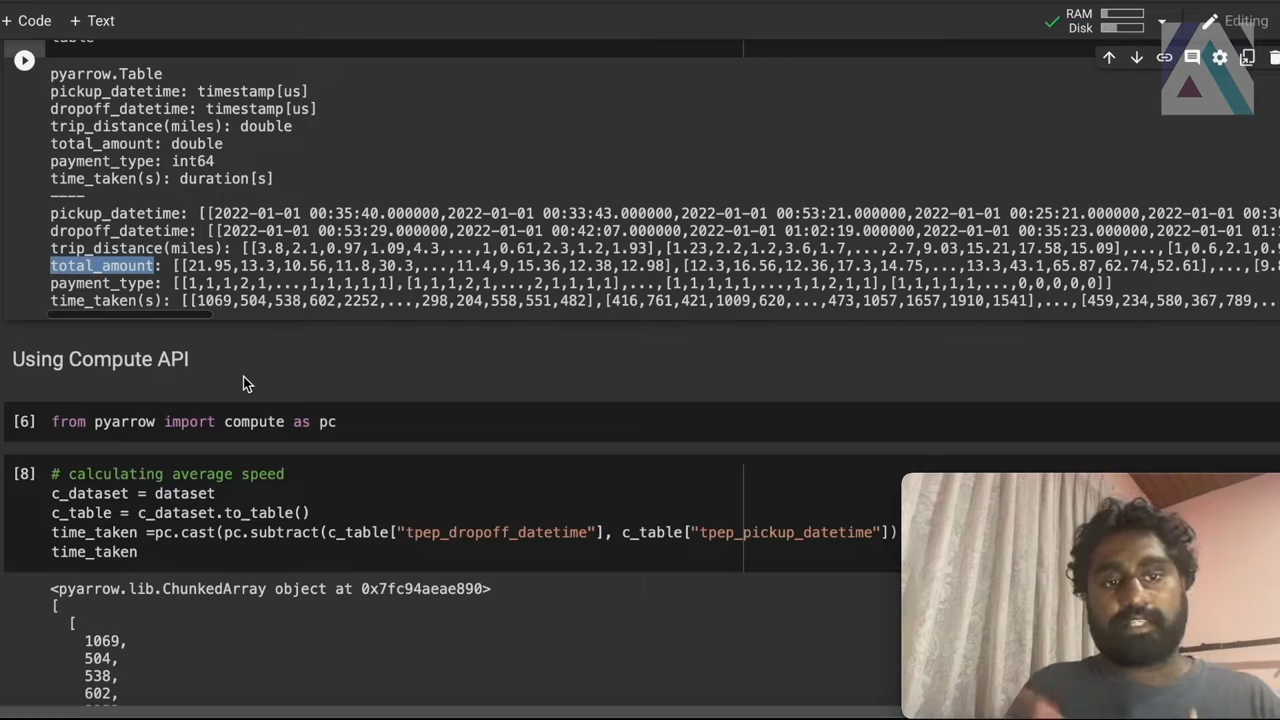 + Code + Text
RAM
Disk
Editing
table
pyarrow.Table
pickup_datetime: timestamp[us]
dropoff_datetime: timestamp[us]
trip_distance(miles): double
total_amount: double
payment_type: int64
time_taken(s): duration[s]
----
pickup_datetime: [[2022-01-01 00:35:40.000000,2022-01-01 00:33:43.000000,2022-01-01 00:53:21.000000,2022-01-01 00:25:21.000000,2022-01-01 00:3
dropoff_datetime: [[2022-01-01 00:53:29.000000,2022-01-01 00:42:07.000000,2022-01-01 01:02:19.000000,2022-01-01 00:35:23.000000,2022-01-01 01:1
trip_distance(miles): [[3.8,2.1,0.97,1.09,4.3,...,1,0.61,2.3,1.2,1.93],[1.23,2.2,1.2,3.6,1.7,...,2.7,9.03,15.21,17.58,15.09],...,[1,0.6,2.1,0.
total_amount: [[21.95,13.3,10.56,11.8,30.3,...,11.4,9,15.36,12.38,12.98],[12.3,16.56,12.36,17.3,14.75,...,13.3,43.1,65.87,62.74,52.61],...,[9.8
payment_type: [[1,1,1,2,1,...,1,1,1,1,1],[1,1,1,2,1,...,1,1,2,1,1],...,[1,1,1,1,1,...,1,1,2,1,1],[1,1,1,1,1,...,0,0,0,0,0]]
time_taken(s): [[1069,504,538,602,2252,...,298,204,558,551,482],[416,761,421,1009,620,...,473,1057,1657,1910,1541],...,[459,234,580,367,789,...
Using Compute API
[6] from pyarrow import compute as pc
[8] # calculating average speed
c_dataset = dataset
c_table = c_dataset.to_table()
time_taken =pc.cast(pc.subtract(c_table["tpep_dropoff_datetime"], c_table["tpep_pickup_datetime"])
time_taken
<pyarrow.lib.ChunkedArray object at 0x7fc94aeae890>
[
[
1069,
504,
538,
602,